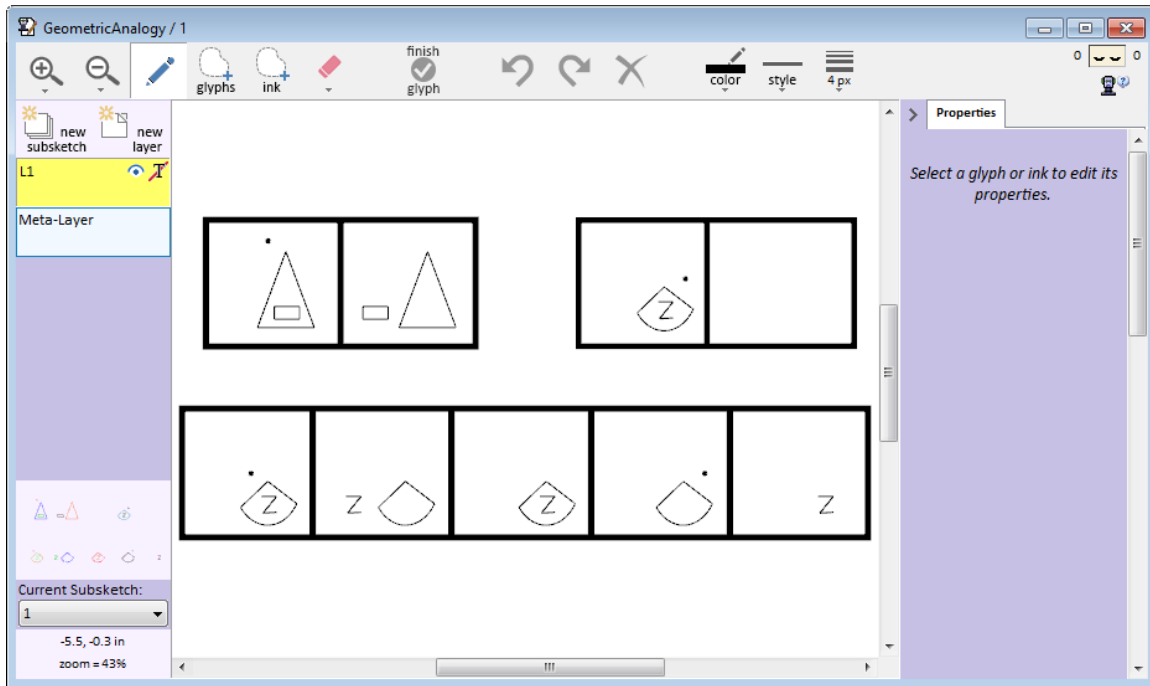 GeometricAnalogy / 1
glyphs
ink
finish
glyph
color
style
4 px
0
0
new
subsketch
new
layer
L1
T
Meta-Layer
Properties
Select a glyph or ink to edit its
properties.
Z
Z
Z
Z
Z
Current Subsketch:
1
-5.5, -0.3 in
zoom = 43%